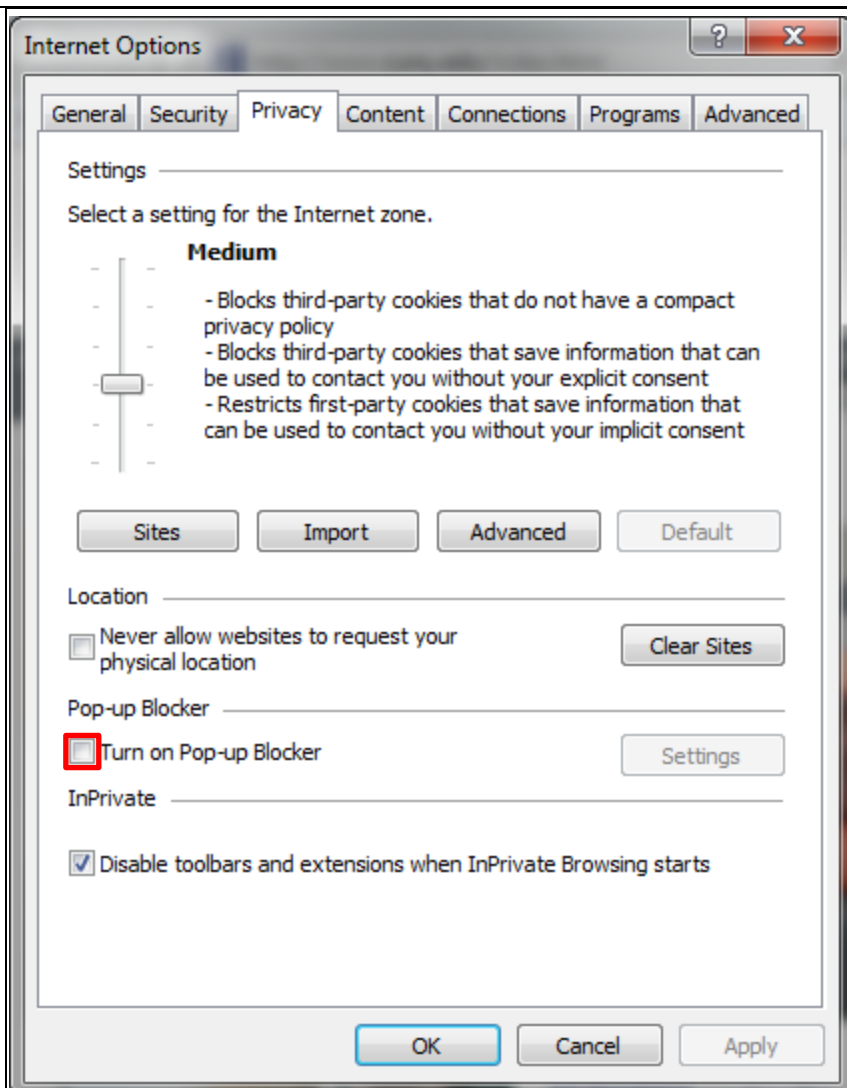 Internet Options
General Security Privacy Content Connections Programs Advanced
Settings
Select a setting for the Internet zone.
Medium
- Blocks third-party cookies that do not have a compact
privacy policy
- Blocks third-party cookies that save information that can
be used to contact you without your explicit consent
- Restricts first-party cookies that save information that
can be used to contact you without your implicit consent
Sites Import Advanced Default
Location
Never allow websites to request your
physical location
Clear Sites
Pop-up Blocker
Turn on Pop-up Blocker
Settings
InPrivate
Disable toolbars and extensions when InPrivate Browsing starts
OK Cancel Apply